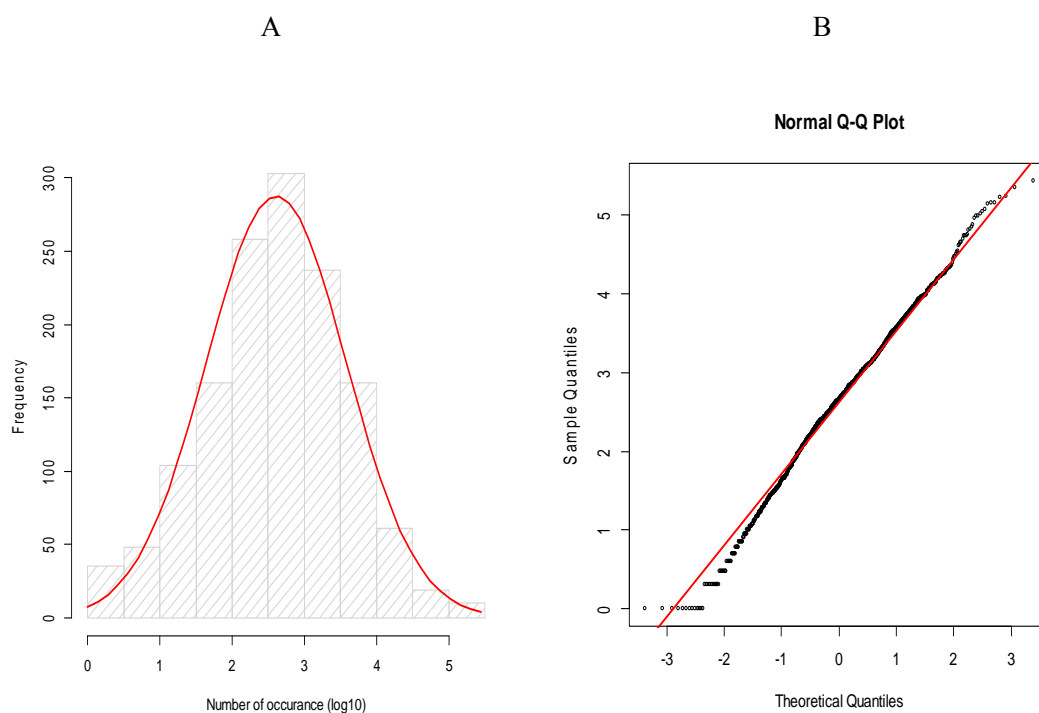 A
B
Normal Q-Q Plot
Frequency
300
250
200
150
100
50
0
0 1 2 3 4 5
Number of occurance (log10)
Sample Quantiles
5
4
3
2
1
0
-3 -2 -1 0 1 2 3
Theoretical Quantiles